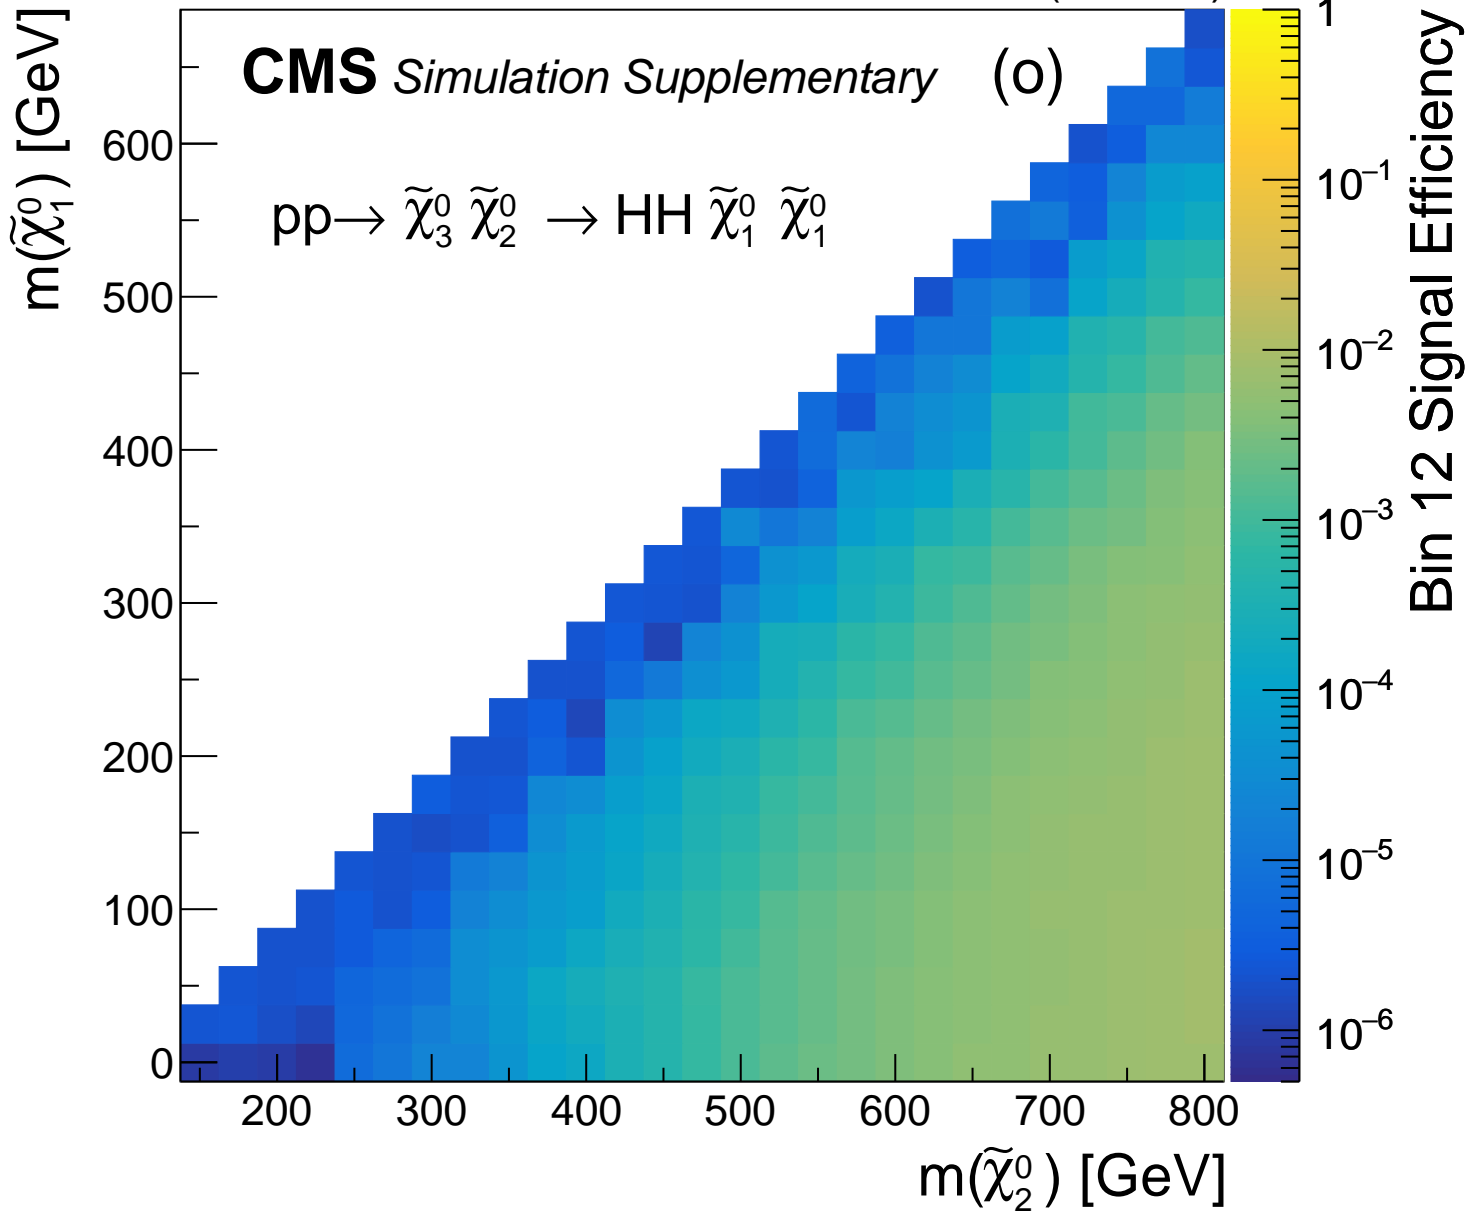 CMS Simulation Supplementary (o)
pp→ χ̃⁰₃ χ̃⁰₂ → HH χ̃⁰₁ χ̃⁰₁
m(χ̃⁰₁) [GeV]
600
500
400
300
200
100
0
200 300 400 500 600 700 800
m(χ̃⁰₂) [GeV]
1
10⁻¹
10⁻²
10⁻³
10⁻⁴
10⁻⁵
10⁻⁶
Bin 12 Signal Efficiency